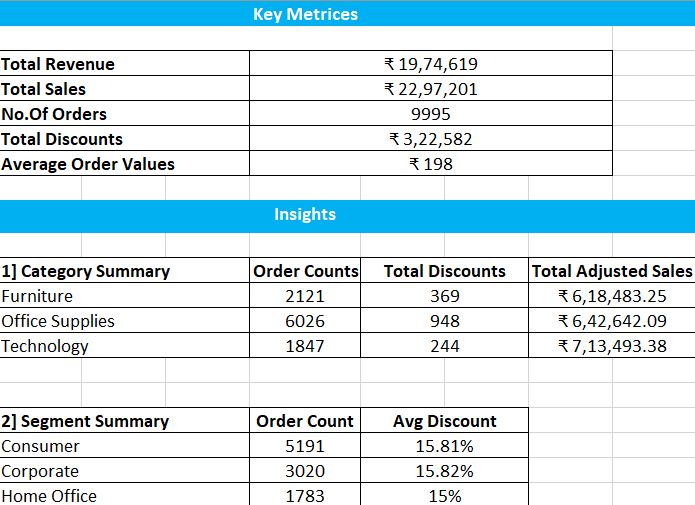 Key Metrices
Total Revenue ₹ 19,74,619
Total Sales ₹ 22,97,201
No.Of Orders 9995
Total Discounts ₹ 3,22,582
Average Order Values ₹ 198
Insights
1] Category Summary Order Counts Total Discounts Total Adjusted Sales
Furniture 2121 369 ₹ 6,18,483.25
Office Supplies 6026 948 ₹ 6,42,642.09
Technology 1847 244 ₹ 7,13,493.38
2] Segment Summary Order Count Avg Discount
Consumer 5191 15.81%
Corporate 3020 15.82%
Home Office 1783 15%